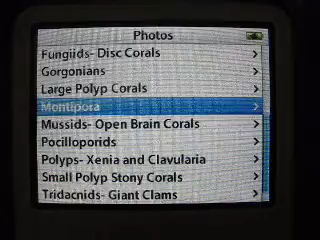 Photos
Fungiids- Disc Corals
Gorgonians
Large Polyp Corals
Montipora
Mussids- Open Brain Corals
Pocilloporids
Polyps- Xenia and Clavularia
Small Polyp Stony Corals
Tridacnids- Giant Clams